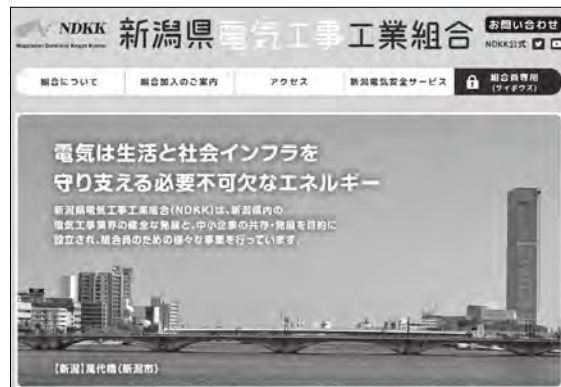 NDKK
新潟県電気工事工業組合
お問い合わせ
NDKK公式
組合について
組合加入のご案内
アクセス
新潟電気安全サービス
組合員専用
(サイボウズ)
電気は生活と社会インフラを
守り支える必要不可欠なエネルギー
新潟県電気工事工業組合(NDKK)は、新潟県内の
電気工事業界の健全な発展と、中小企業の共存・発展を目的に
設立され、組合員のための様々な事業を行っています。
【新潟】萬代橋(新潟市)